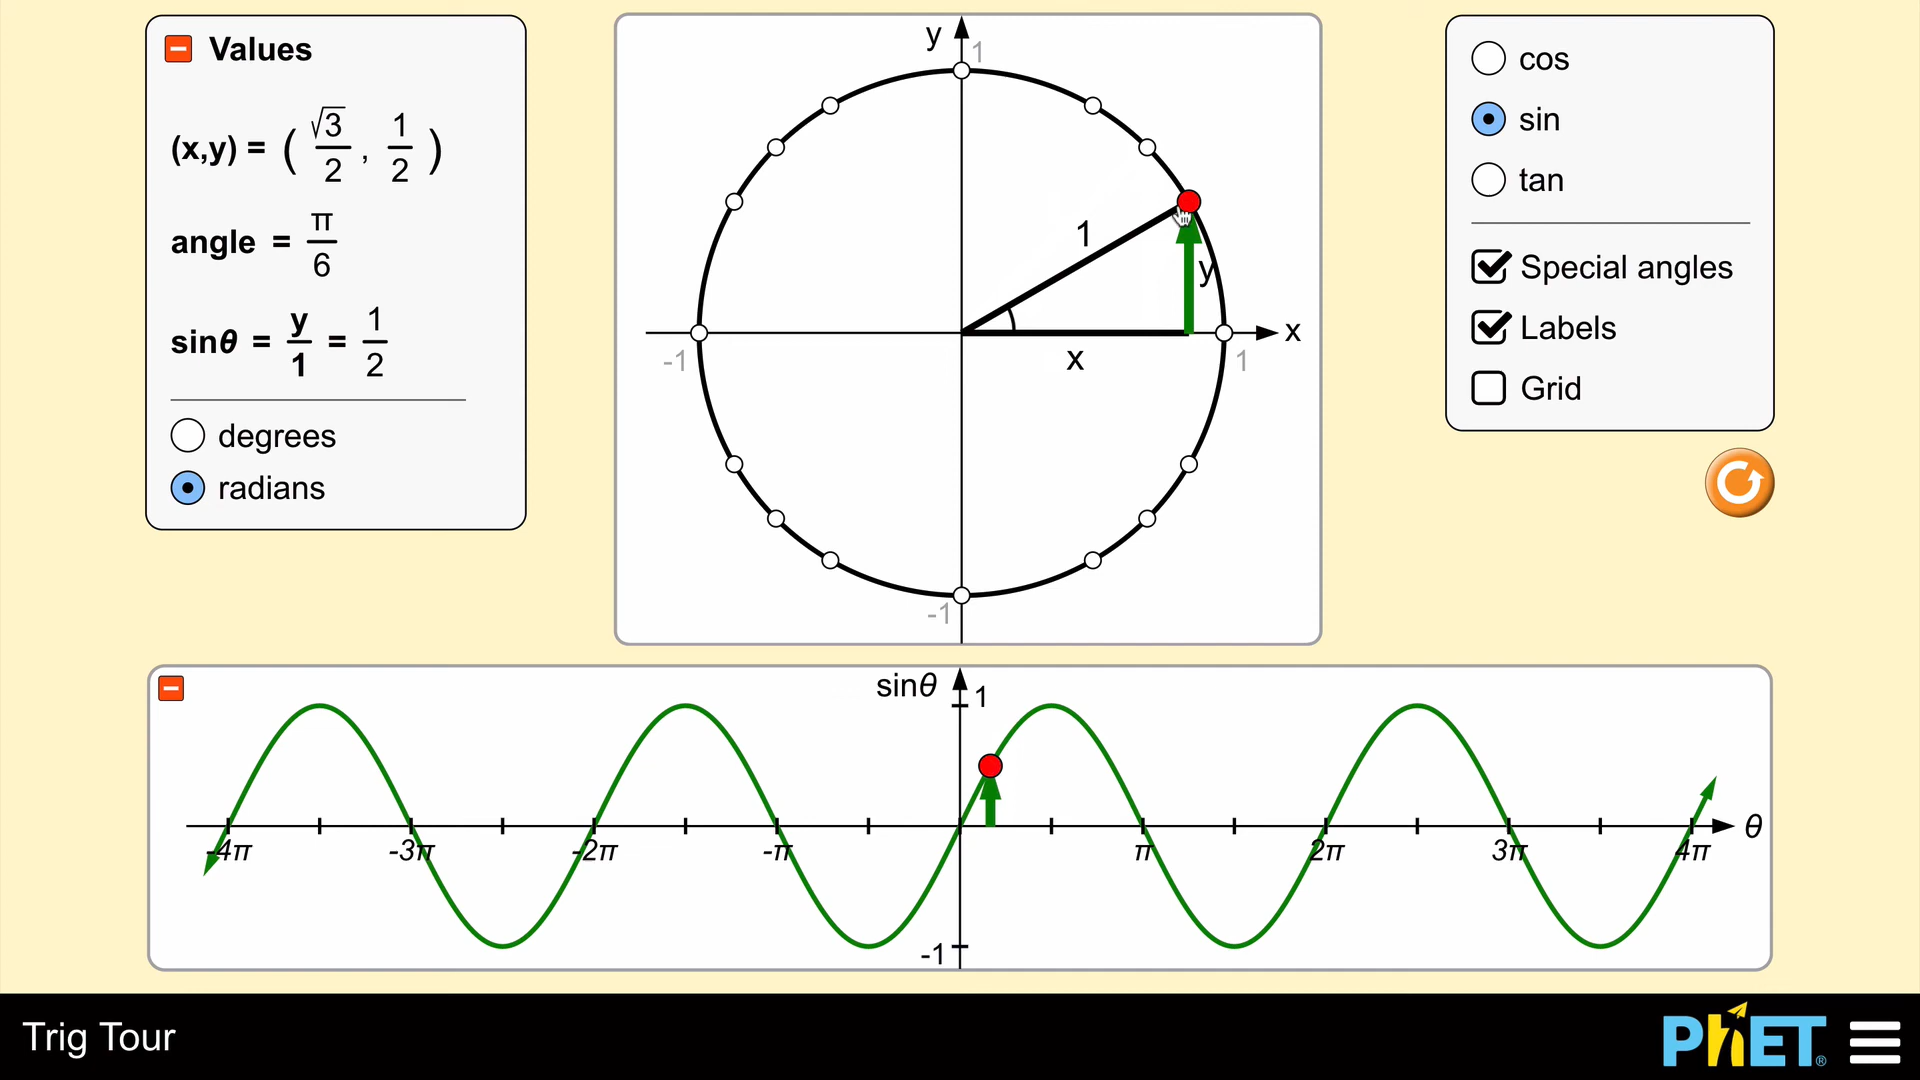 Values
(x,y) = ( √3/2 , 1/2 )
angle = π/6
sinθ = y/1 = 1/2
degrees
radians
y
1
1
y
x
-1
x
1
-1
cos
sin
tan
Special angles
Labels
Grid
sinθ
1
θ
-4π
-3π
-2π
-π
π
2π
3π
4π
-1
Trig Tour
PhET®